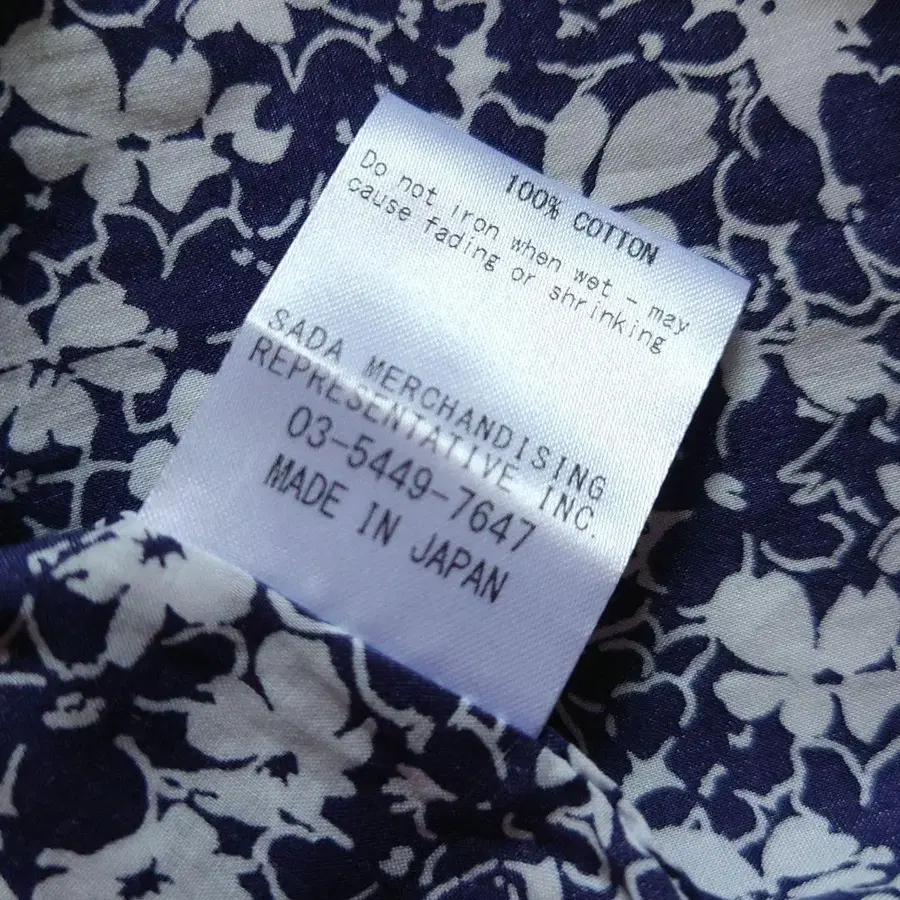 100% COTTON
Do not iron when wet - may
cause fading or shrinking
SADA MERCHANDISING
REPRESENTATIVE INC.
03-5449-7647
MADE IN JAPAN